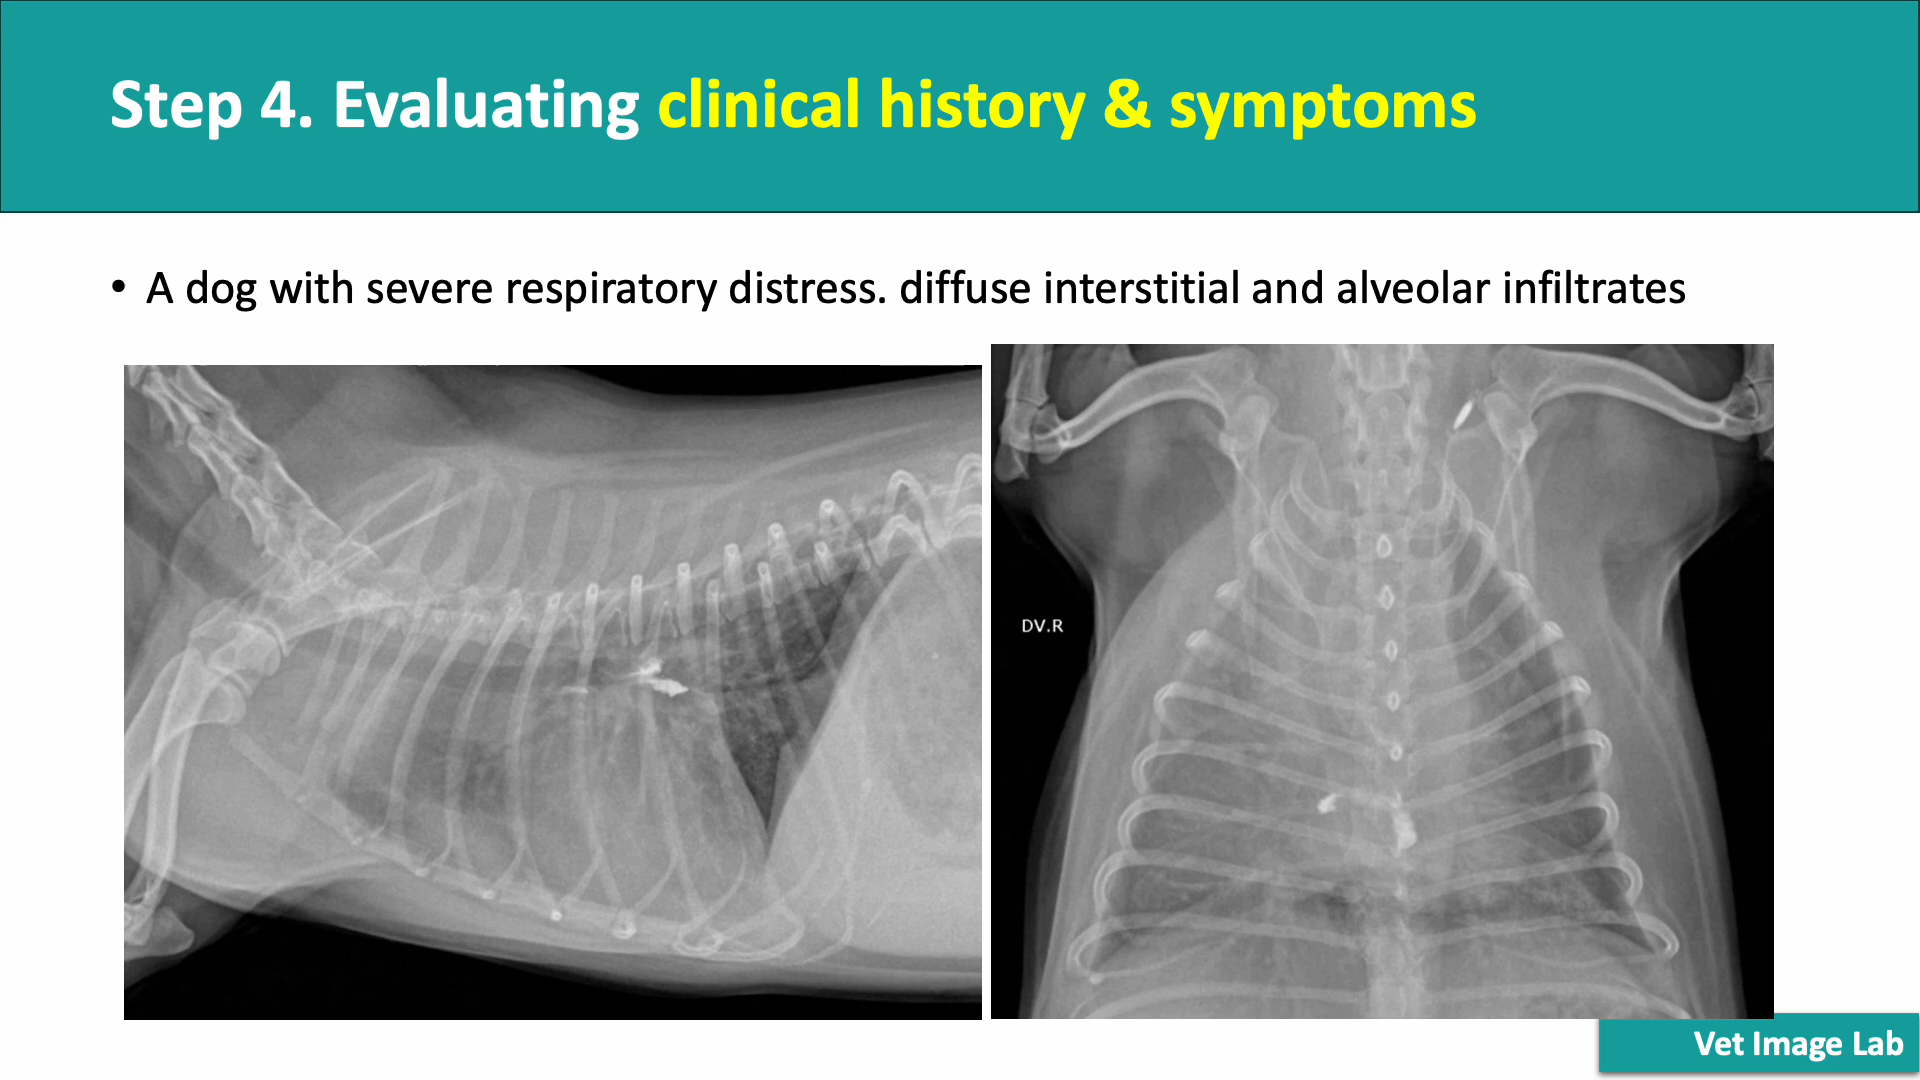 Step 4. Evaluating clinical history & symptoms
• A dog with severe respiratory distress. diffuse interstitial and alveolar infiltrates
DV.R
Vet Image Lab